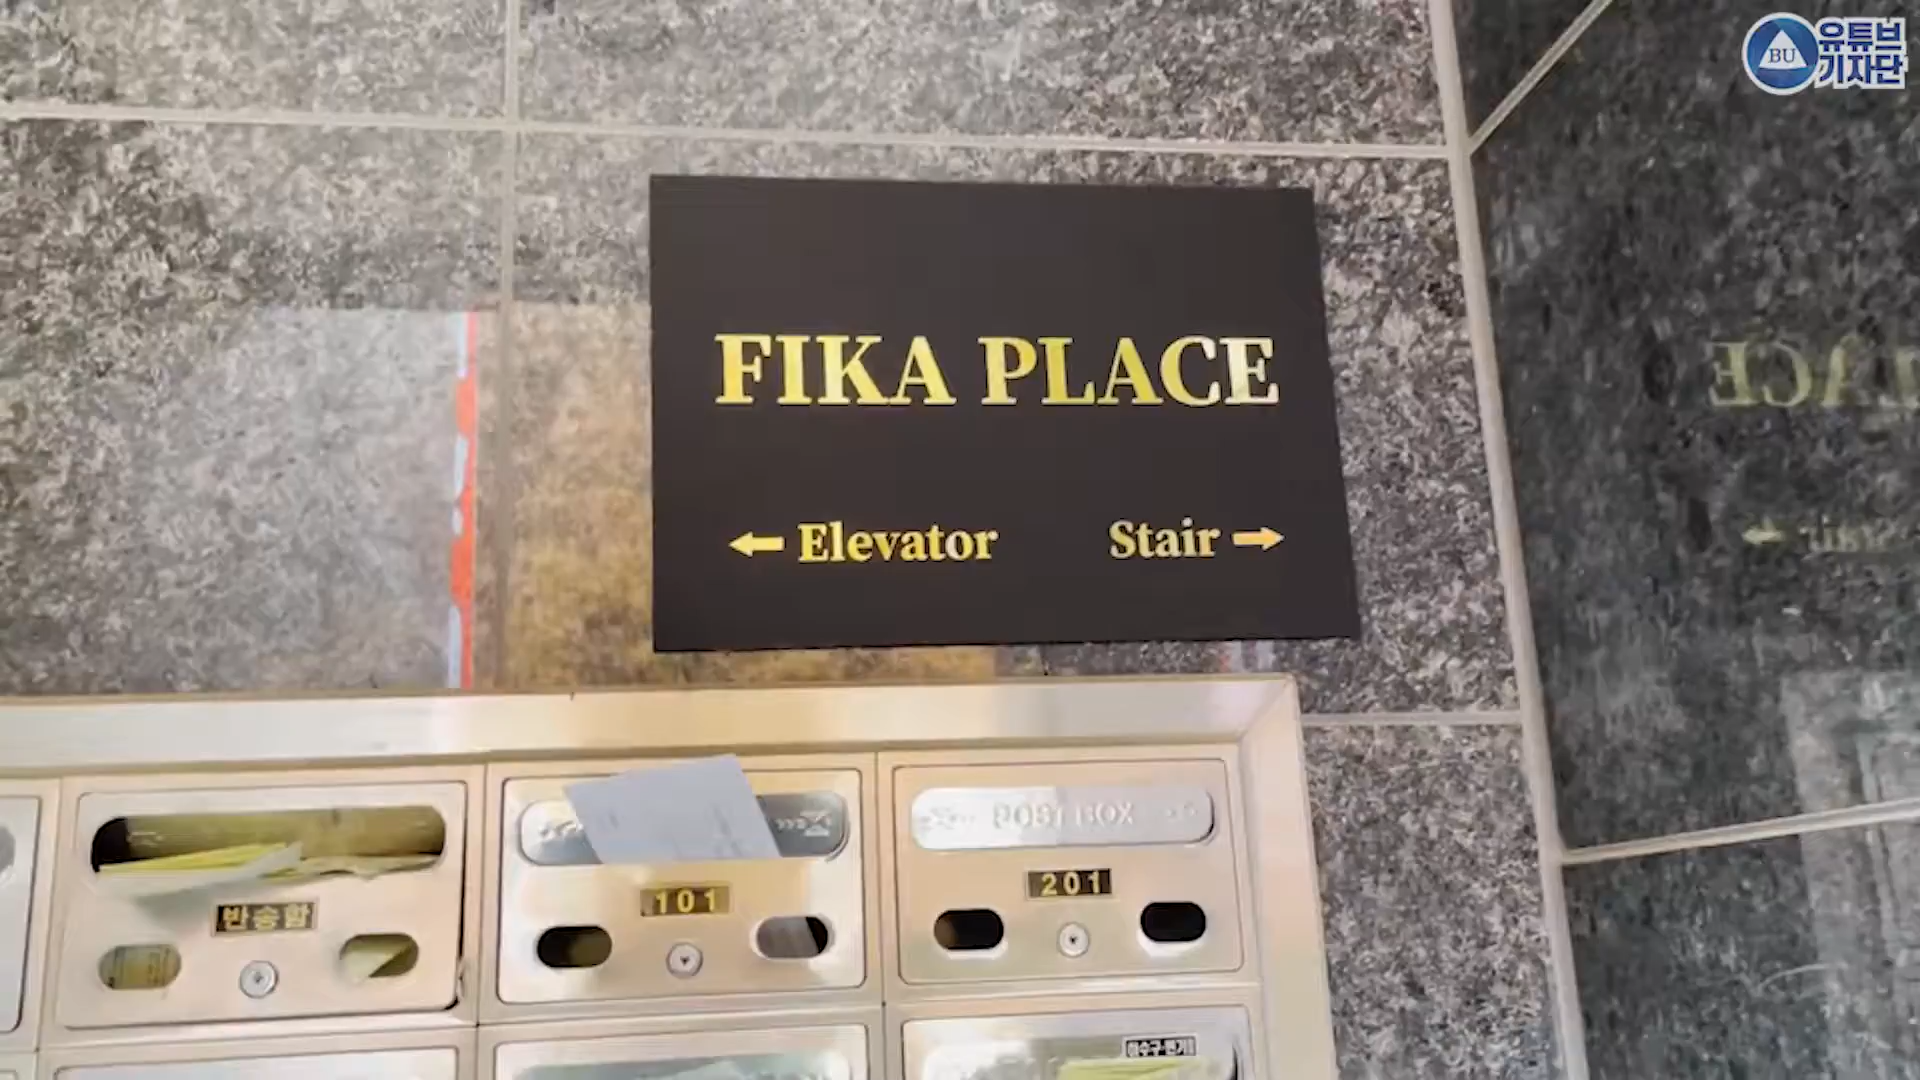 BU
유튜브
기자단
FIKA PLACE
← Elevator
Stair →
POST BOX
반송함
101
201